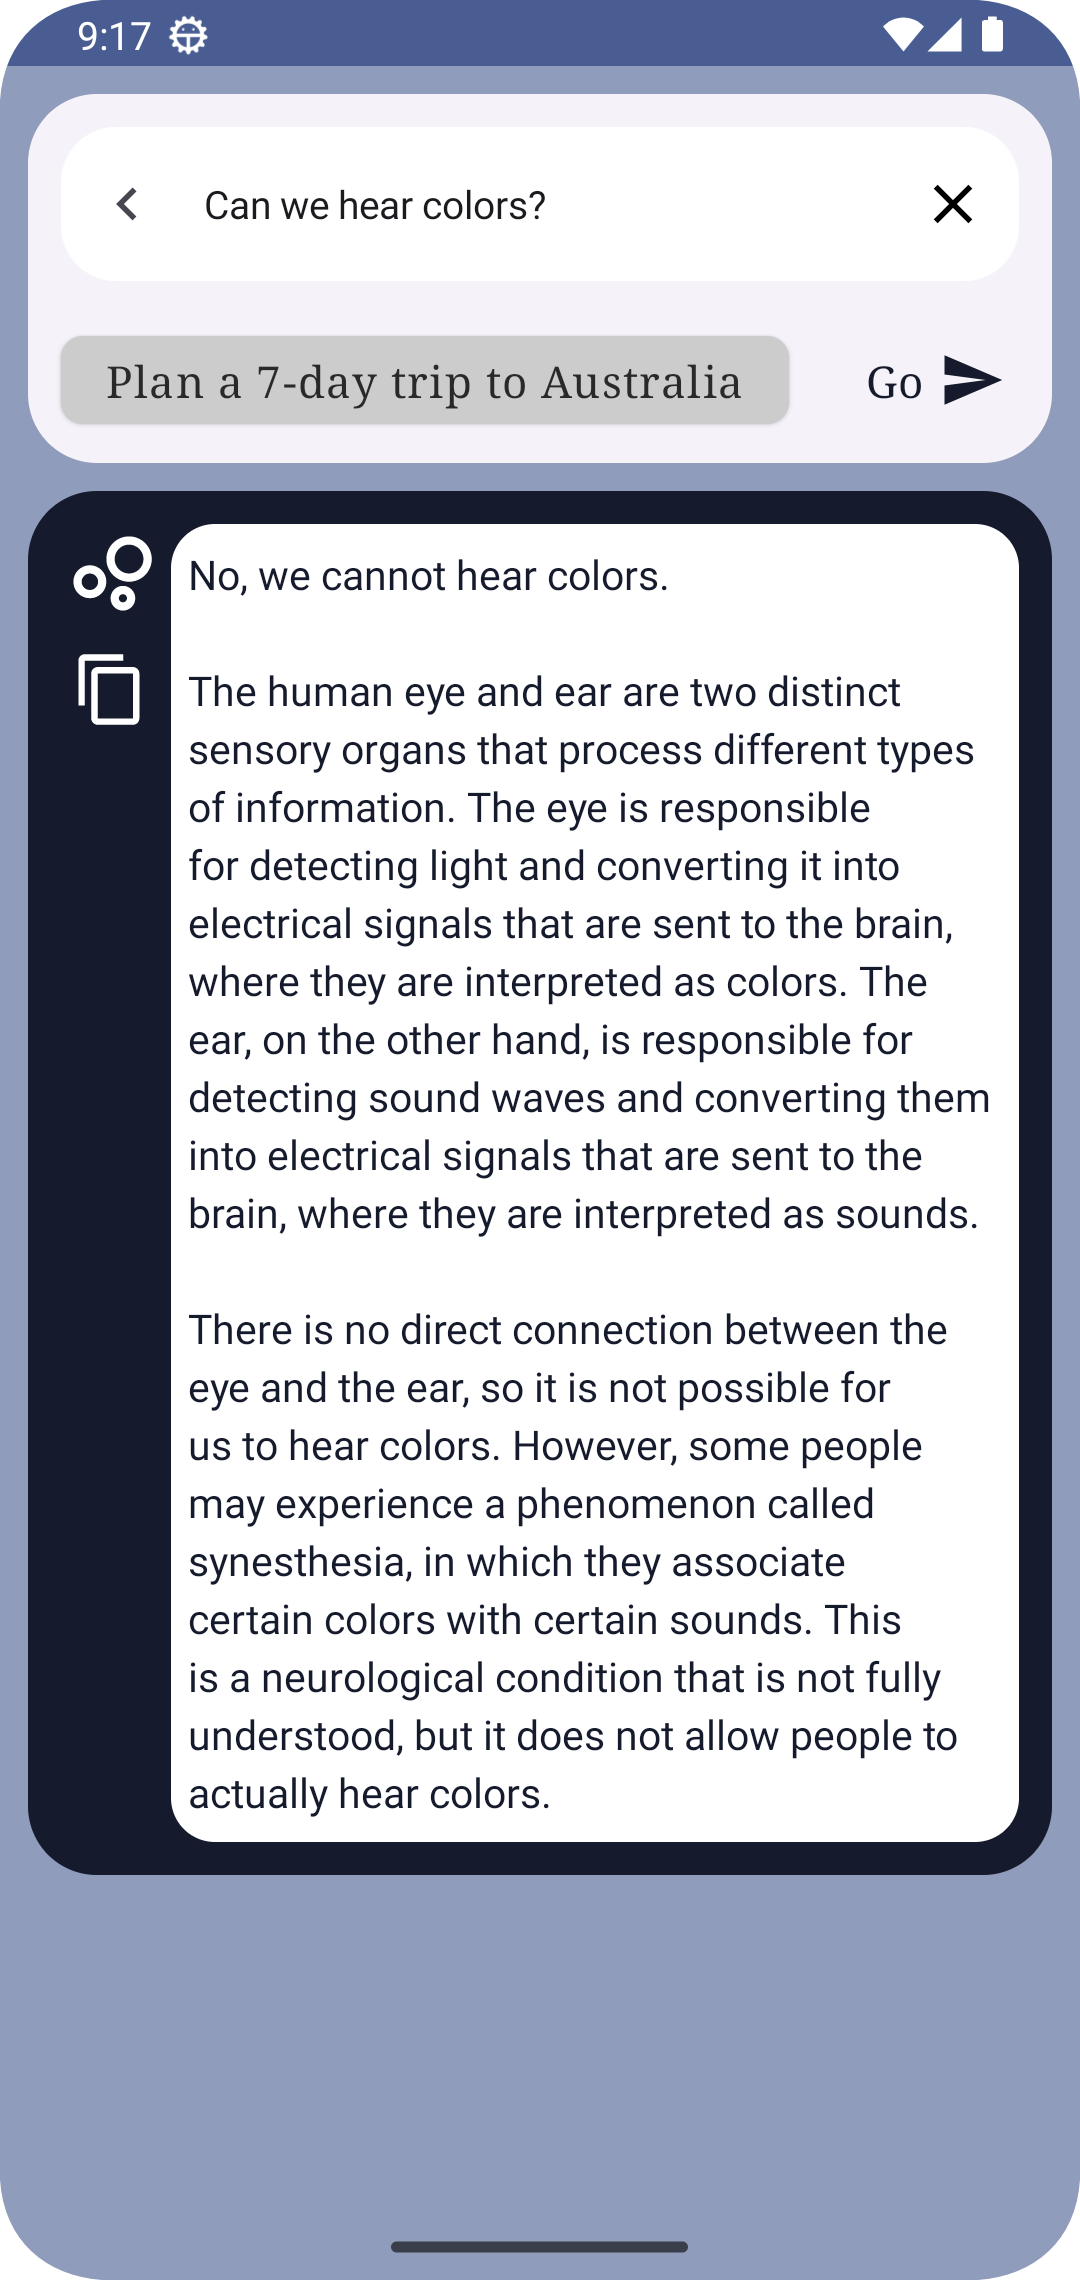 9:17
Can we hear colors?
Plan a 7-day trip to Australia
Go
No, we cannot hear colors.
The human eye and ear are two distinct
sensory organs that process different types
of information. The eye is responsible
for detecting light and converting it into
electrical signals that are sent to the brain,
where they are interpreted as colors. The
ear, on the other hand, is responsible for
detecting sound waves and converting them
into electrical signals that are sent to the
brain, where they are interpreted as sounds.
There is no direct connection between the
eye and the ear, so it is not possible for
us to hear colors. However, some people
may experience a phenomenon called
synesthesia, in which they associate
certain colors with certain sounds. This
is a neurological condition that is not fully
understood, but it does not allow people to
actually hear colors.